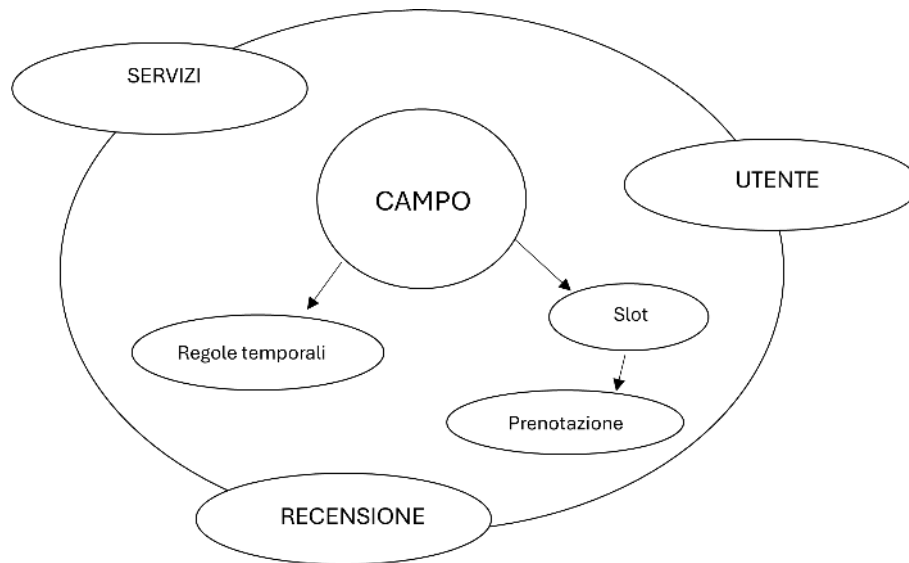 SERVIZI
UTENTE
CAMPO
Slot
Regole temporali
Prenotazione
RECENSIONE